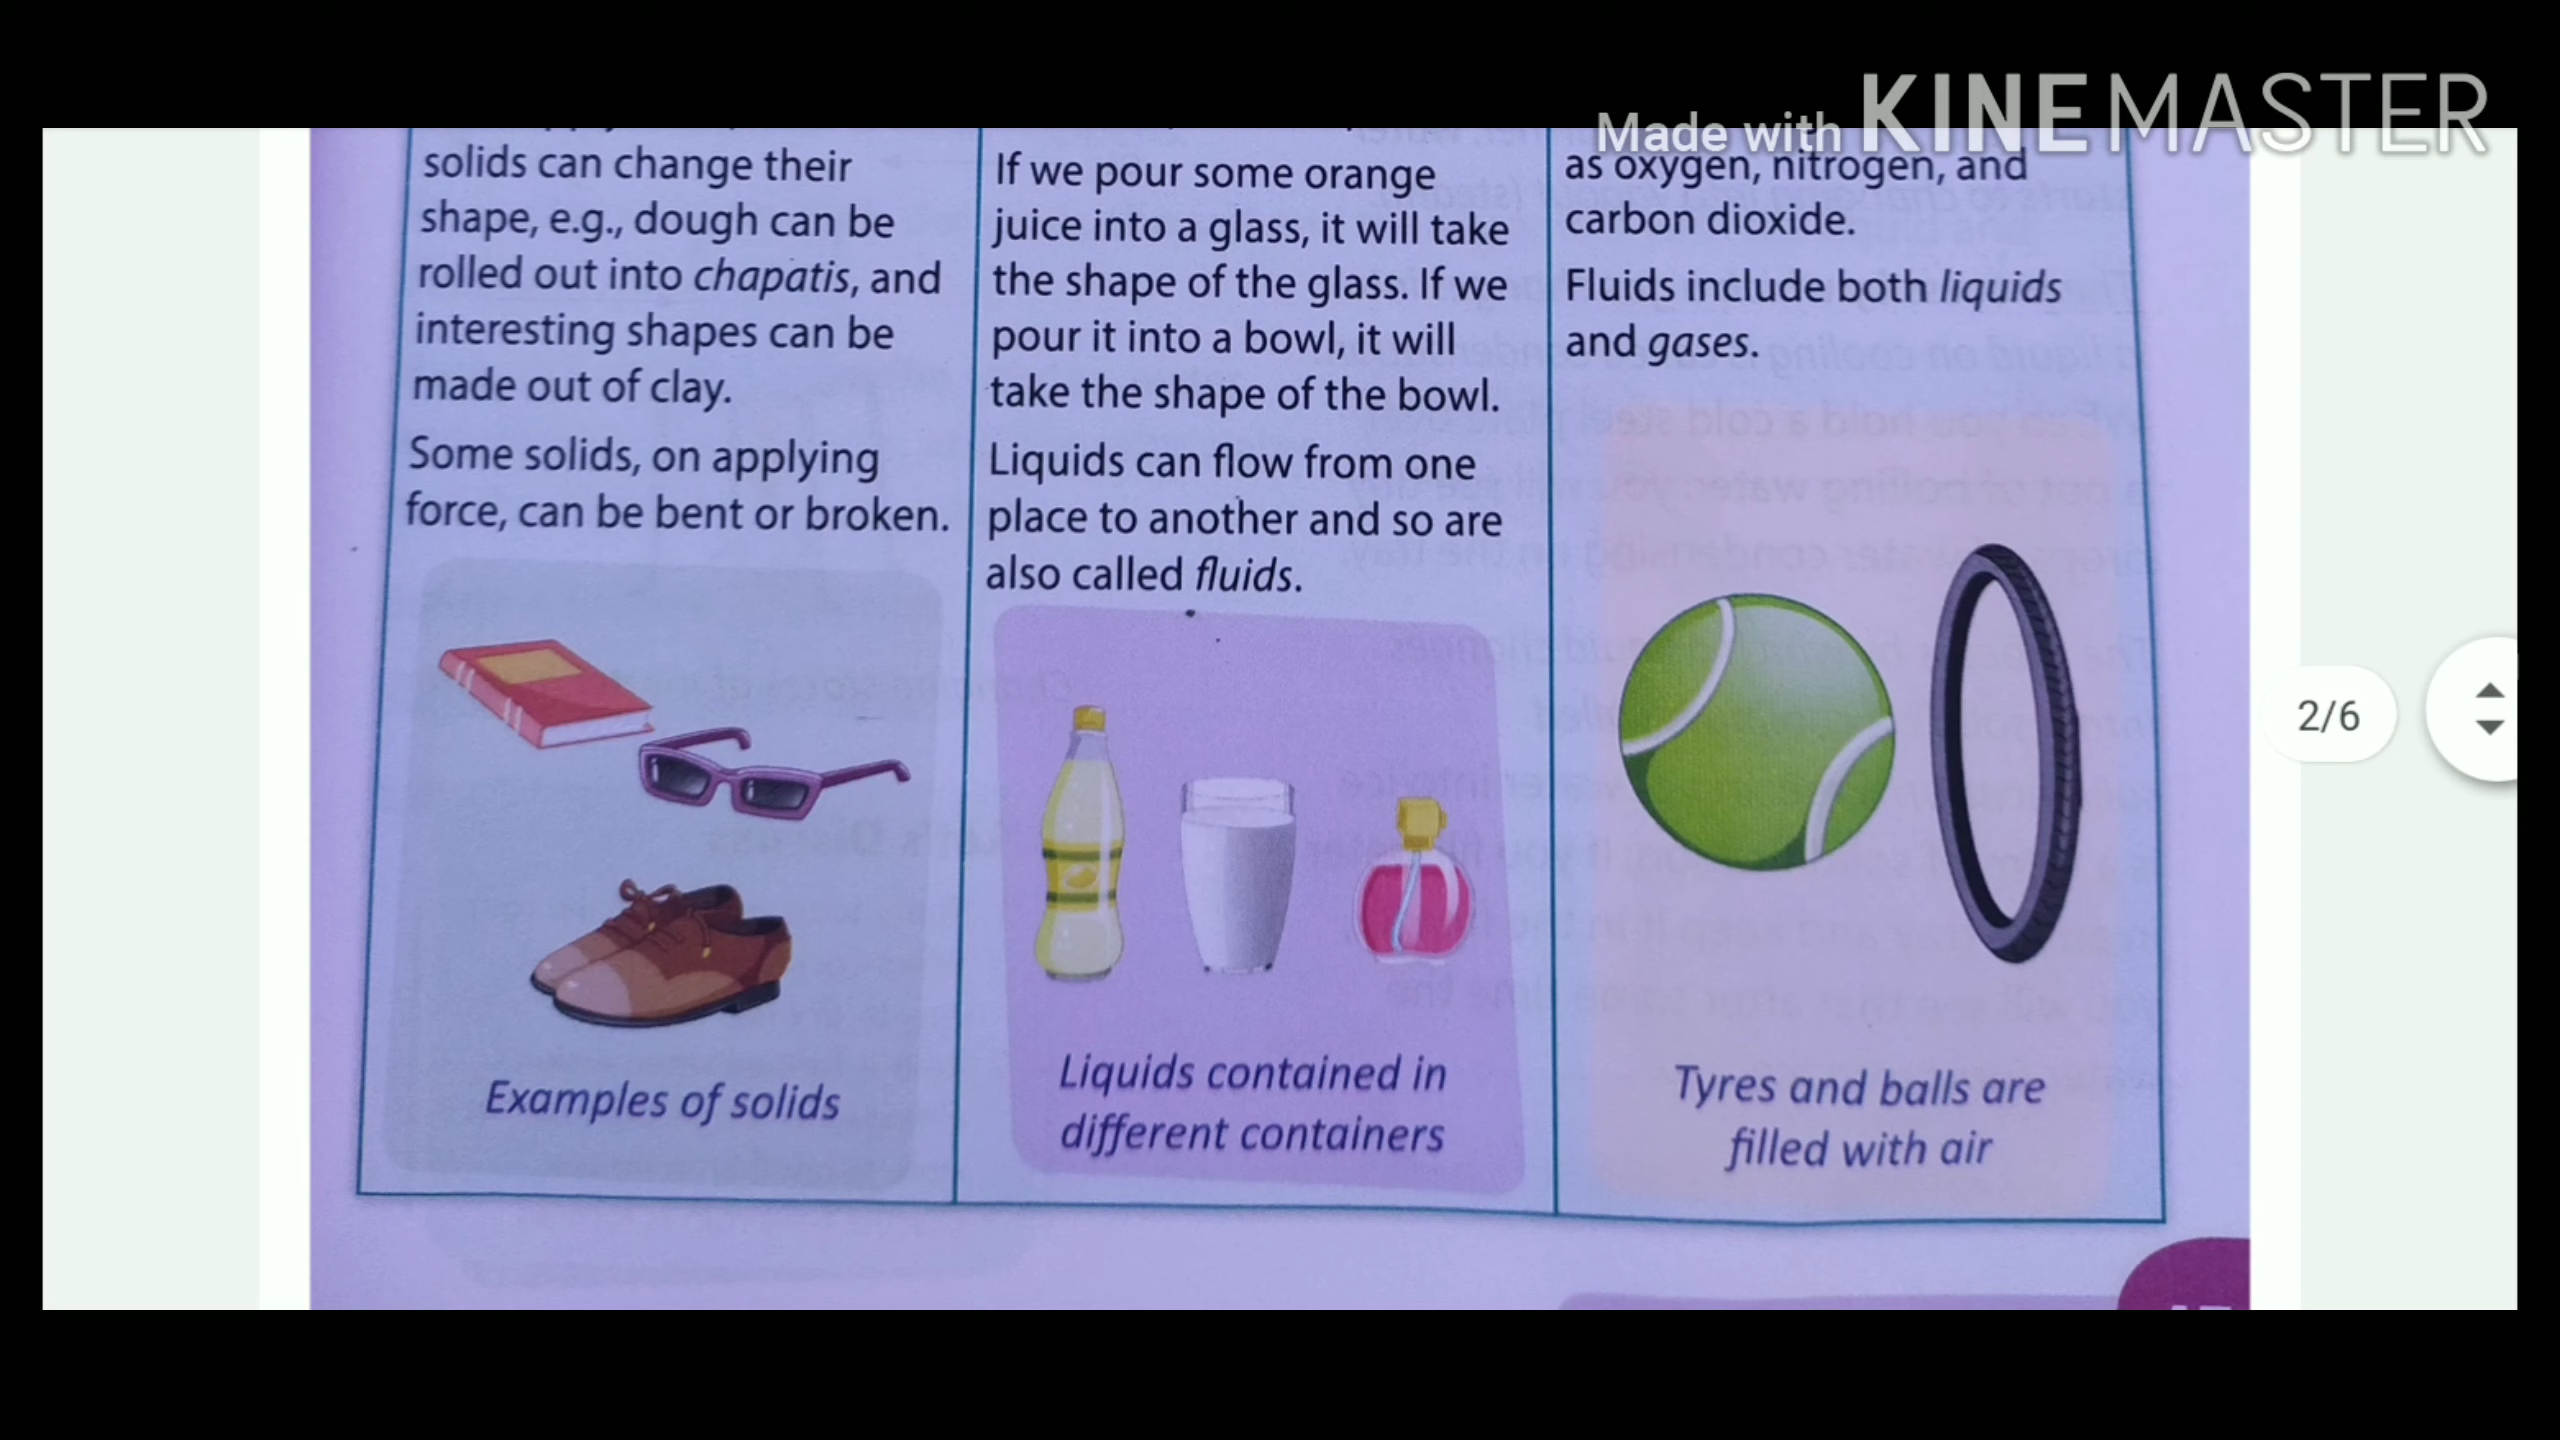 Made with KINEMASTER
solids can change their
shape, e.g., dough can be
rolled out into chapatis, and
interesting shapes can be
made out of clay.
Some solids, on applying
force, can be bent or broken.
Examples of solids
If we pour some orange
juice into a glass, it will take
the shape of the glass. If we
pour it into a bowl, it will
take the shape of the bowl.
Liquids can flow from one
place to another and so are
also called fluids.
Liquids contained in
different containers
as oxygen, nitrogen, and
carbon dioxide.
Fluids include both liquids
and gases.
Tyres and balls are
filled with air
2/6